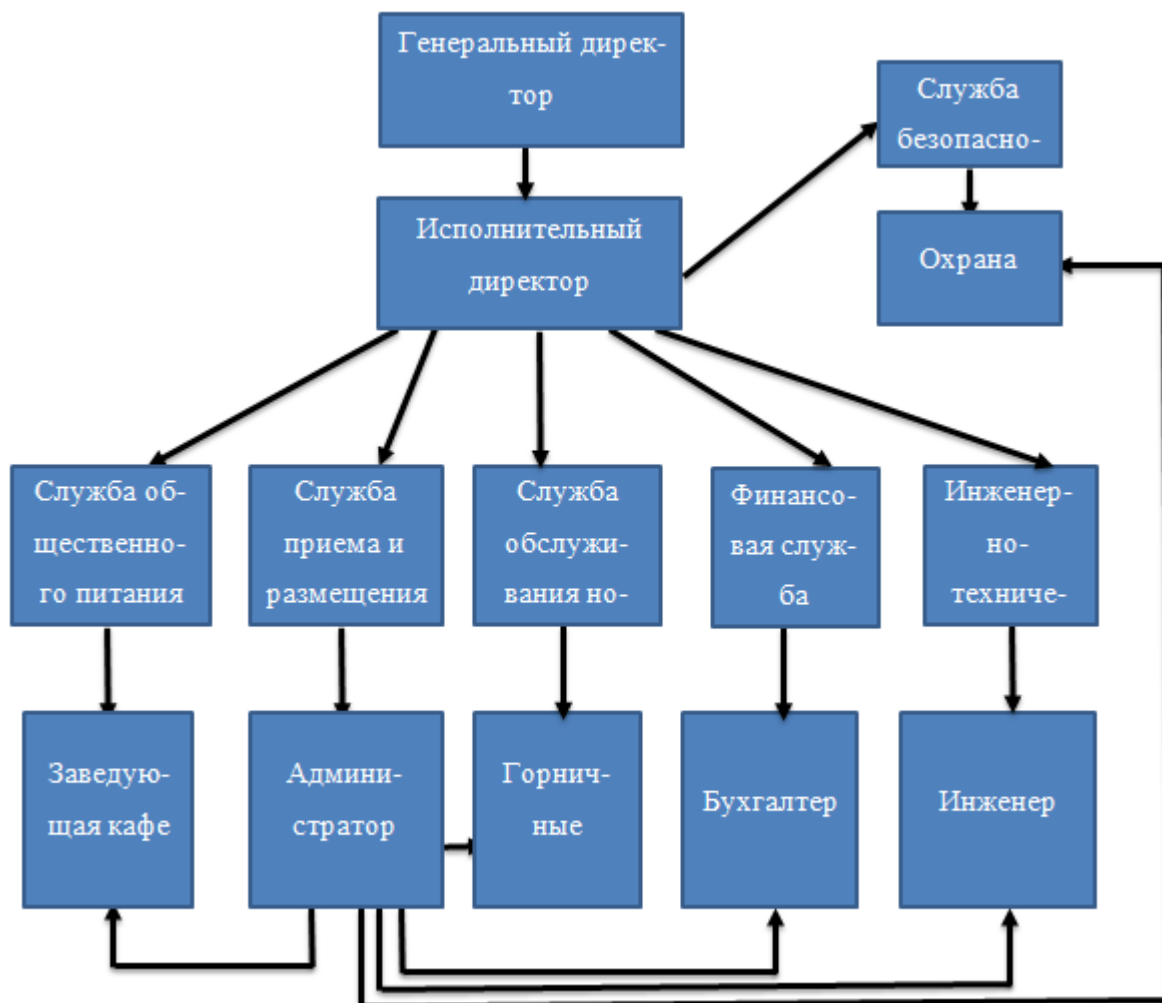 Генеральный дирек-
тор
Служба
безопасно-
Исполнительный
директор
Охрана
Служба об-
щественно-
го питания
Служба
приема и
размещения
Служба
обслужи-
вания но-
Финансо-
вая служ-
ба
Инженер-
но-
техниче-
Заведую-
щая кафе
Админи-
стратор
Горнич-
ные
Бухгалтер
Инженер